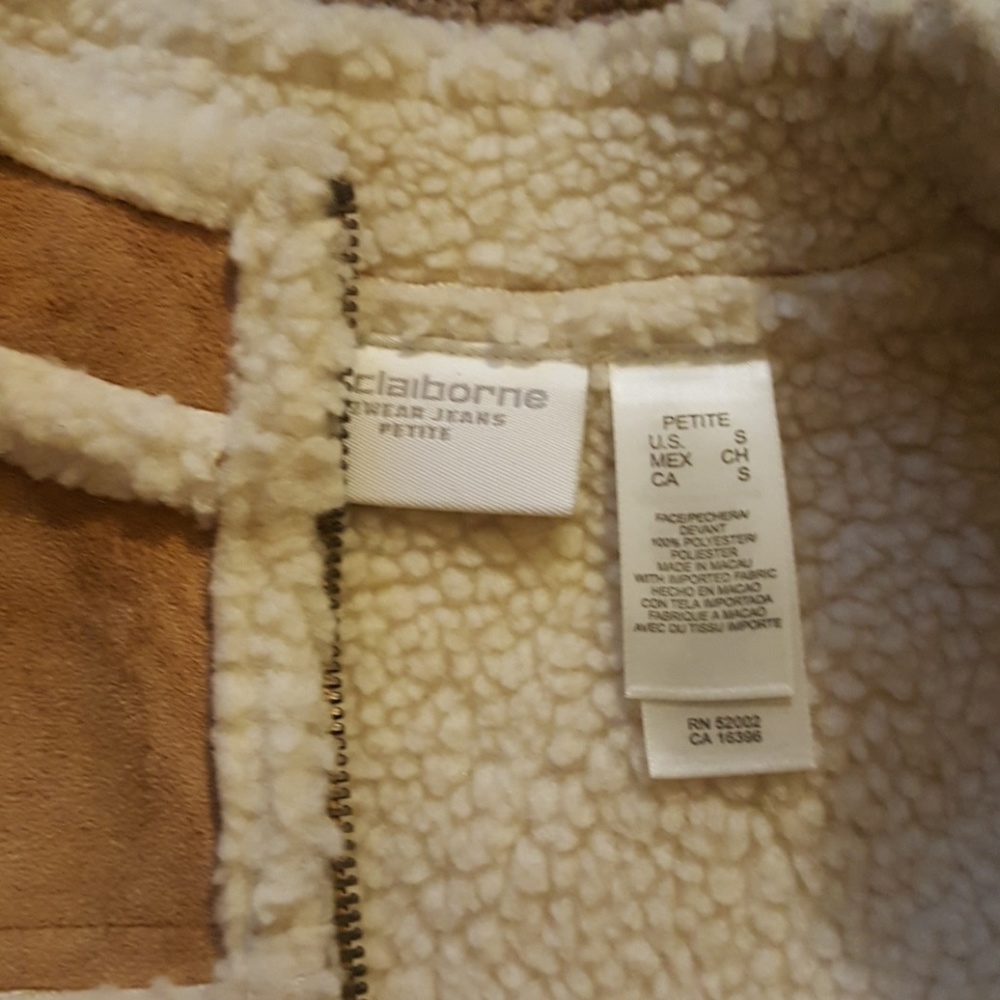 claiborne
WEAR JEANS
PETITE
PETITE
U.S. S
MEX CH
CA S
FACE/PECHERA/
DEVANT
100% POLYESTER/
POLIESTER
MADE IN MACAU
WITH IMPORTED FABRIC
HECHO EN MACAO
CON TELA IMPORTADA
FABRIQUE A MACAO
AVEC DU TISSU IMPORTE
RN 52002
CA 16396